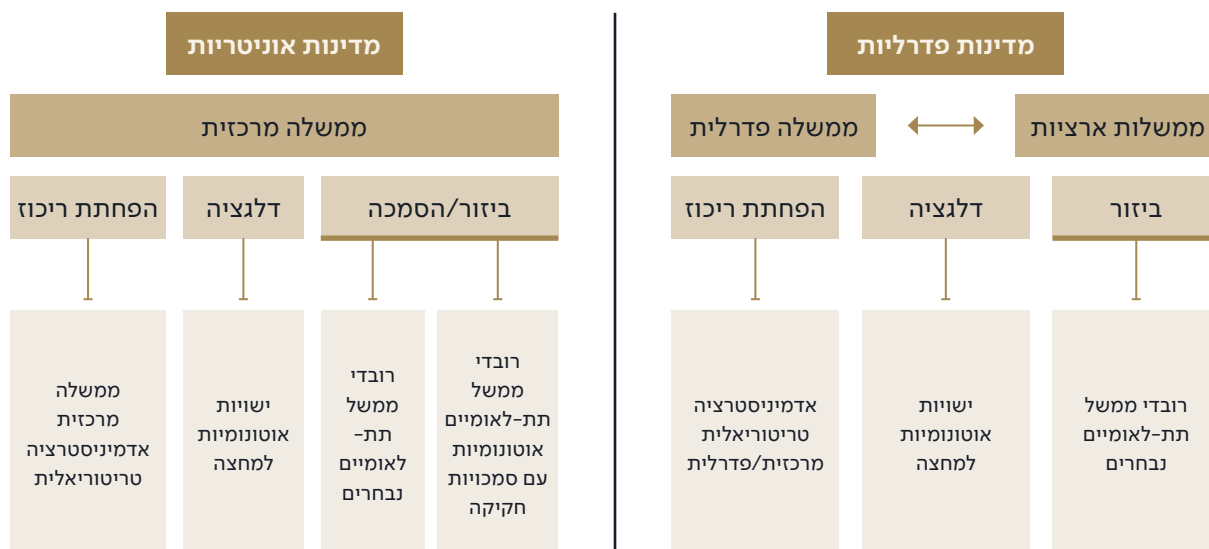 מדינות פדרליות
ממשלות ארציות
ממשלה פדרלית
ביזור
דלגציה
הפחתת ריכוז
רובדי ממשל
תת-לאומיים
נבחרים
ישויות
אוטונומיות
למחצה
אדמיניסטרציה
טריטוריאלית
מרכזית/פדרלית
מדינות אוניטריות
ממשלה מרכזית
ביזור/הסמכה
דלגציה
הפחתת ריכוז
רובדי
ממשל
תת-לאומיים
אוטונומיות
עם סמכויות
חקיקה
רובדי
ממשל
תת-
לאומיים
נבחרים
ישויות
אוטונומיות
למחצה
ממשלה
מרכזית
אדמיניסטרציה
טריטוריאלית